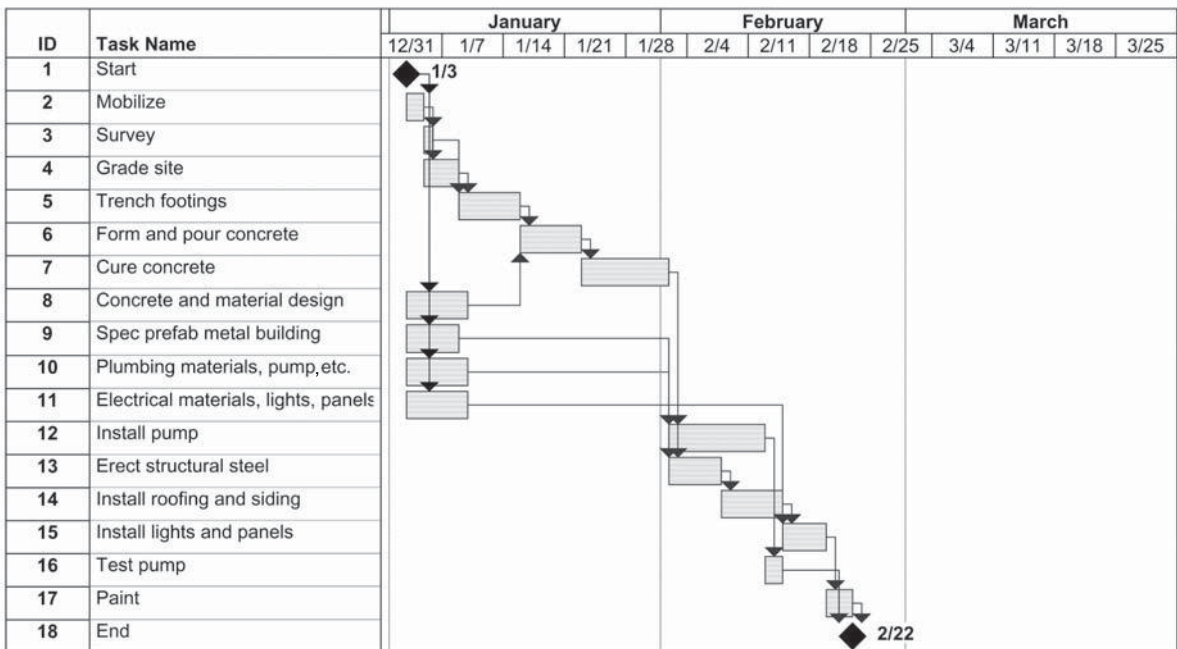 January February March
ID Task Name 12/31 1/7 1/14 1/21 1/28 2/4 2/11 2/18 2/25 3/4 3/11 3/18 3/25
1 Start 1/3
2 Mobilize
3 Survey
4 Grade site
5 Trench footings
6 Form and pour concrete
7 Cure concrete
8 Concrete and material design
9 Spec prefab metal building
10 Plumbing materials, pump, etc.
11 Electrical materials, lights, panels
12 Install pump
13 Erect structural steel
14 Install roofing and siding
15 Install lights and panels
16 Test pump
17 Paint
18 End 2/22